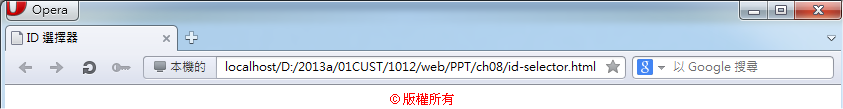 Opera
ID 選擇器
本機的 localhost/D:/2013a/01CUST/1012/web/PPT/ch08/id-selector.html 以 Google 搜尋
© 版權所有